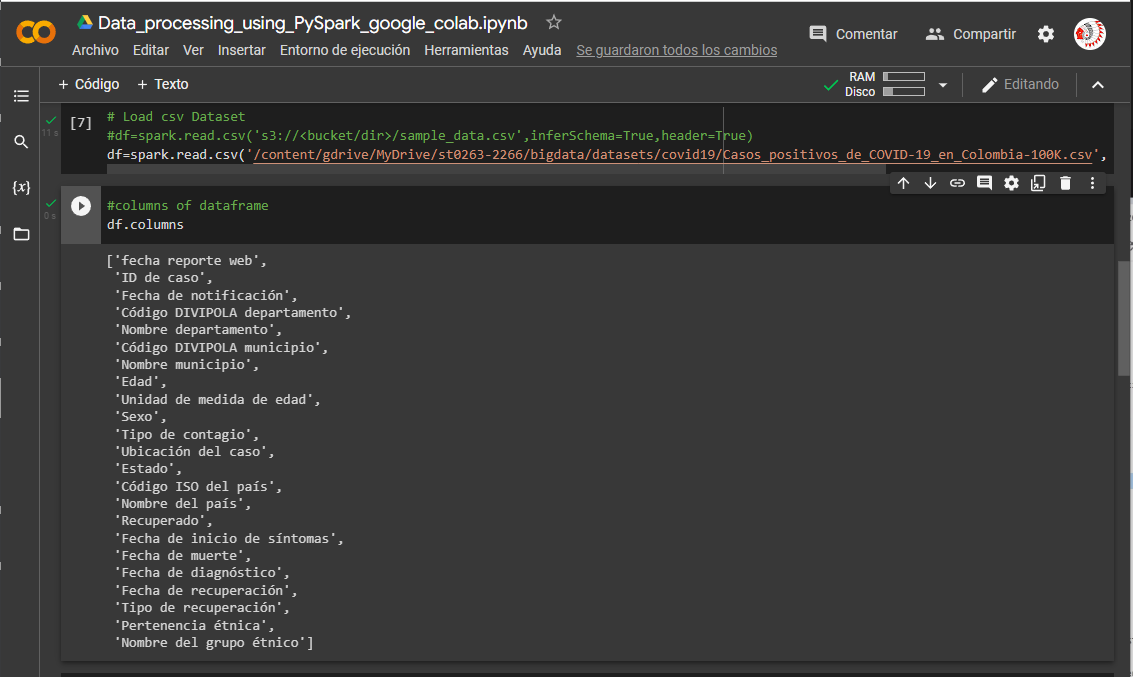 Data_processing_using_PySpark_google_colab.ipynb
Comentar
Compartir
Archivo Editar Ver Insertar Entorno de ejecución Herramientas Ayuda Se guardaron todos los cambios
+ Código + Texto
RAM
Disco
Editando
[7]
11 s
# Load csv Dataset
#df=spark.read.csv('s3://<bucket/dir>/sample_data.csv',inferSchema=True,header=True)
df=spark.read.csv('/content/gdrive/MyDrive/st0263-2266/bigdata/datasets/covid19/Casos_positivos_de_COVID-19_en_Colombia-100K.csv',
{x}
0 s
#columns of dataframe
df.columns
['fecha reporte web',
'ID de caso',
'Fecha de notificación',
'Código DIVIPOLA departamento',
'Nombre departamento',
'Código DIVIPOLA municipio',
'Nombre municipio',
'Edad',
'Unidad de medida de edad',
'Sexo',
'Tipo de contagio',
'Ubicación del caso',
'Estado',
'Código ISO del país',
'Nombre del país',
'Recuperado',
'Fecha de inicio de síntomas',
'Fecha de muerte',
'Fecha de diagnóstico',
'Fecha de recuperación',
'Tipo de recuperación',
'Pertenencia étnica',
'Nombre del grupo étnico']